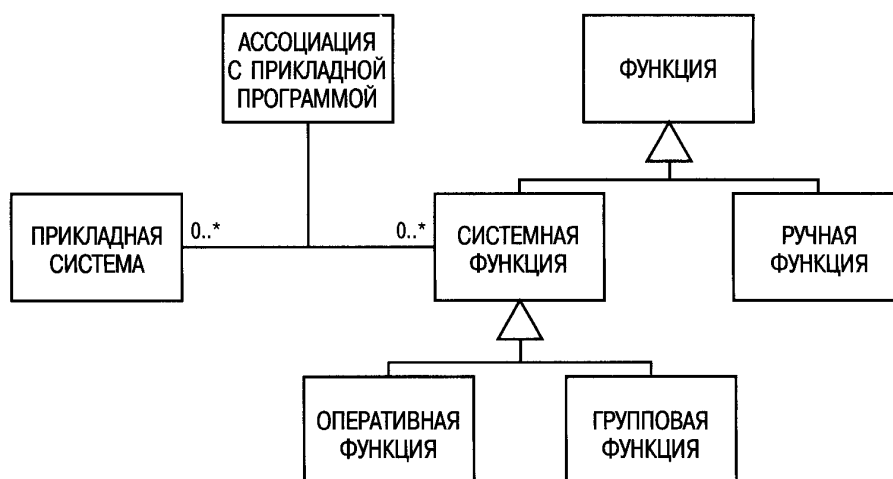 АССОЦИАЦИЯ
С ПРИКЛАДНОЙ
ПРОГРАММОЙ
ФУНКЦИЯ
ПРИКЛАДНАЯ
СИСТЕМА
0..*
0..*
СИСТЕМНАЯ
ФУНКЦИЯ
РУЧНАЯ
ФУНКЦИЯ
ОПЕРАТИВНАЯ
ФУНКЦИЯ
ГРУППОВАЯ
ФУНКЦИЯ